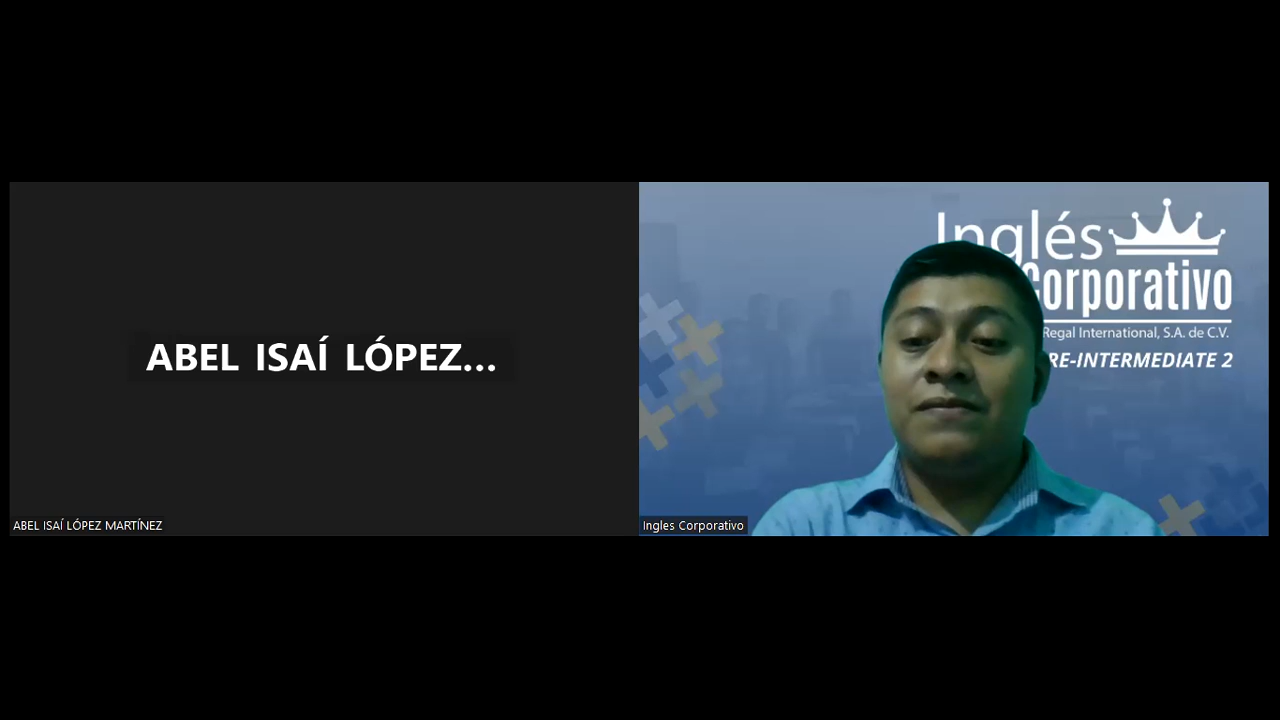 ABEL ISAÍ LÓPEZ...
ABEL ISAÍ LÓPEZ MARTÍNEZ
Inglés
Corporativo
Regal International, S.A. de C.V.
RE-INTERMEDIATE 2
Ingles Corporativo